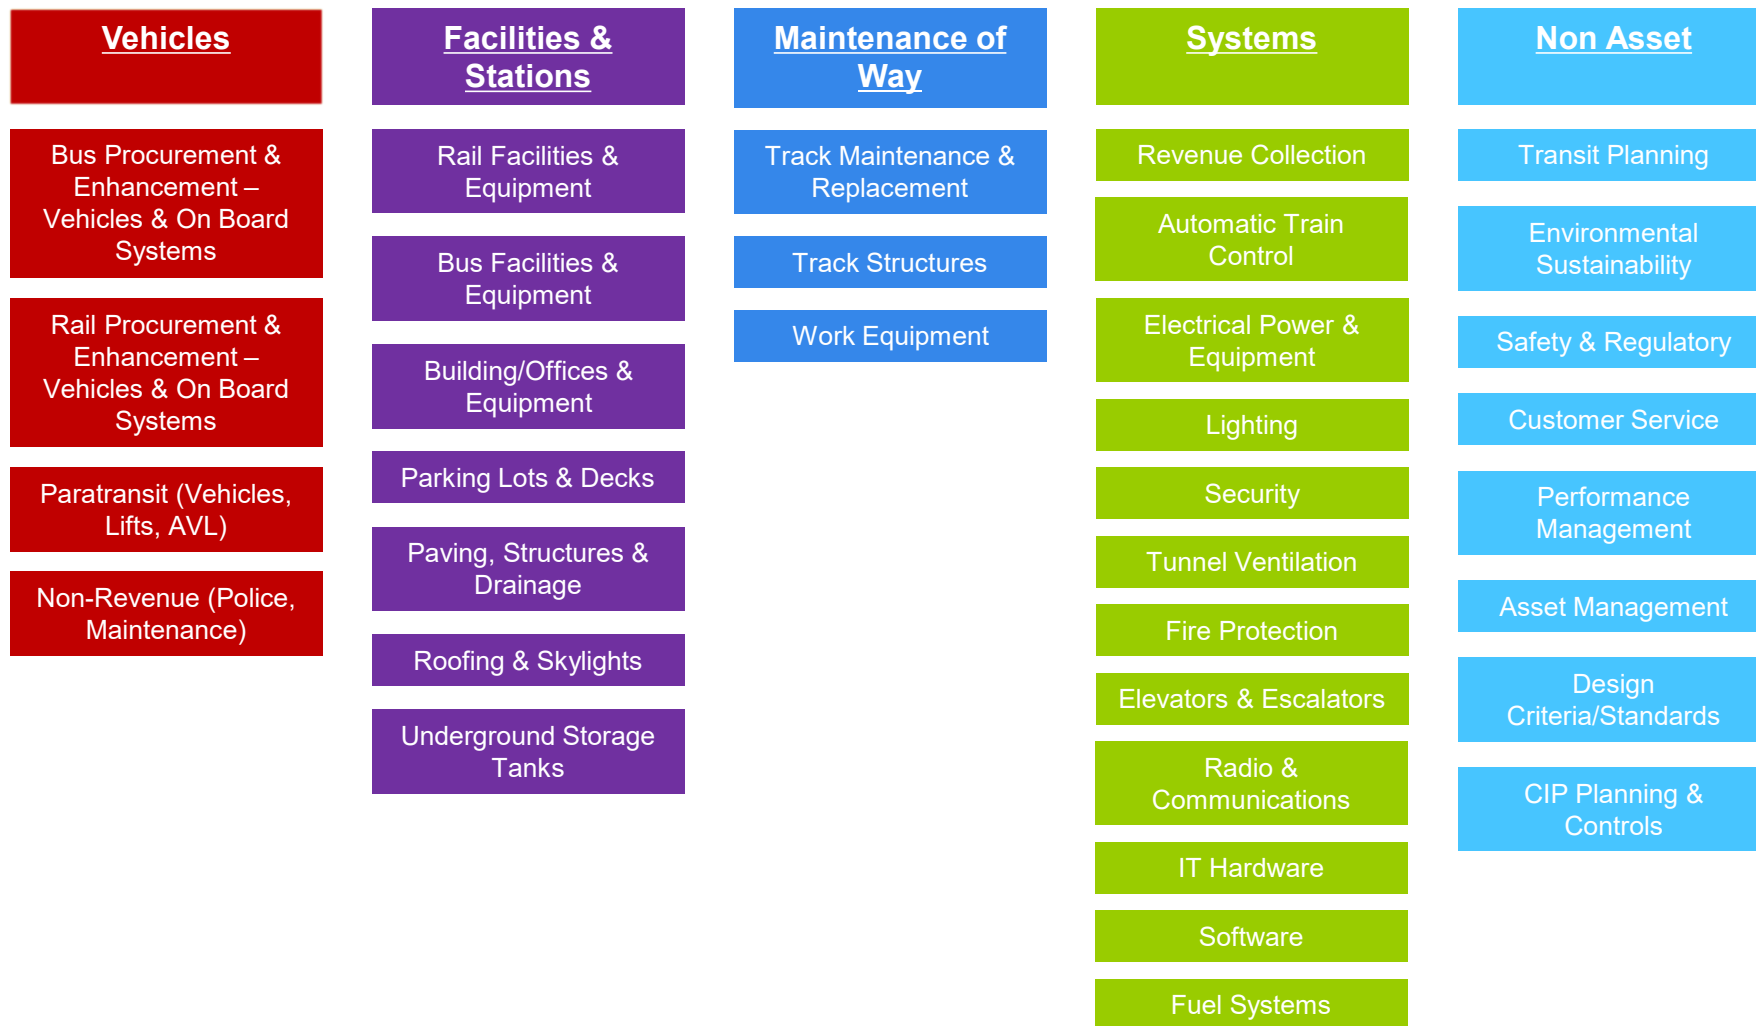 Vehicles
Bus Procurement &
Enhancement –
Vehicles & On Board
Systems
Rail Procurement &
Enhancement –
Vehicles & On Board
Systems
Paratransit (Vehicles,
Lifts, AVL)
Non-Revenue (Police,
Maintenance)
Facilities &
Stations
Rail Facilities &
Equipment
Bus Facilities &
Equipment
Building/Offices &
Equipment
Parking Lots & Decks
Paving, Structures &
Drainage
Roofing & Skylights
Underground Storage
Tanks
Maintenance of
Way
Track Maintenance &
Replacement
Track Structures
Work Equipment
Systems
Revenue Collection
Automatic Train
Control
Electrical Power &
Equipment
Lighting
Security
Tunnel Ventilation
Fire Protection
Elevators & Escalators
Radio &
Communications
IT Hardware
Software
Fuel Systems
Non Asset
Transit Planning
Environmental
Sustainability
Safety & Regulatory
Customer Service
Performance
Management
Asset Management
Design
Criteria/Standards
CIP Planning &
Controls